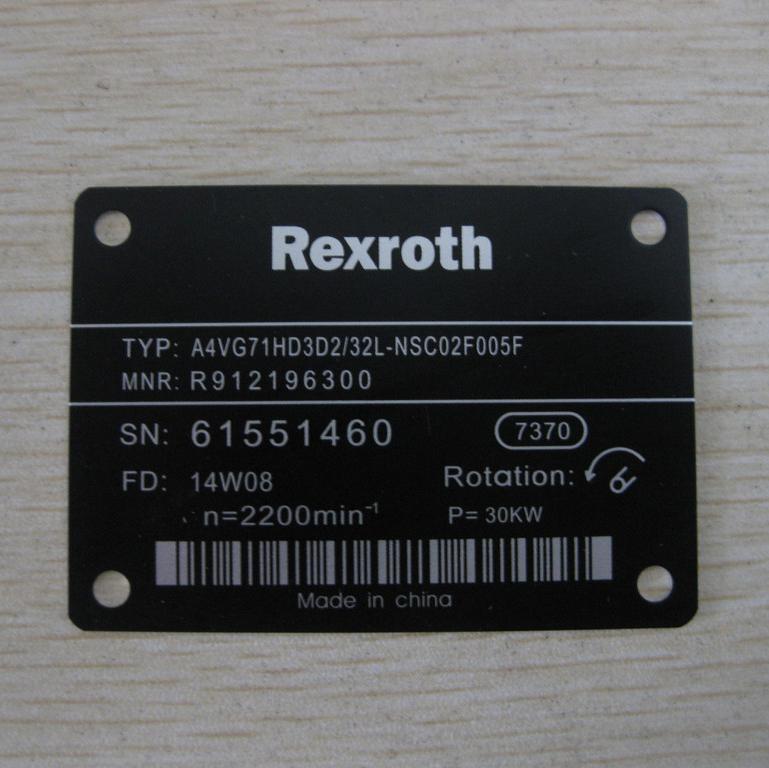 Rexroth
TYP: A4VG71HD3D2/32L-NSC02F005F
MNR: R912196300
SN: 61551460 7370
FD: 14W08 Rotation:
n=2200min⁻¹ P= 30KW
Made in china